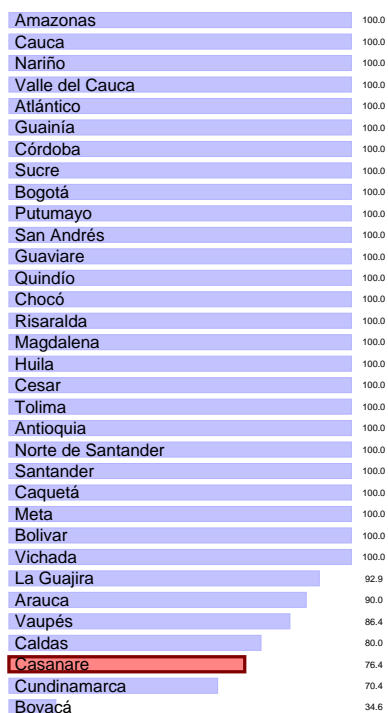 Amazonas 100.0
Cauca 100.0
Nariño 100.0
Valle del Cauca 100.0
Atlántico 100.0
Guainía 100.0
Córdoba 100.0
Sucre 100.0
Bogotá 100.0
Putumayo 100.0
San Andrés 100.0
Guaviare 100.0
Quindío 100.0
Chocó 100.0
Risaralda 100.0
Magdalena 100.0
Huila 100.0
Cesar 100.0
Tolima 100.0
Antioquia 100.0
Norte de Santander 100.0
Santander 100.0
Caquetá 100.0
Meta 100.0
Bolivar 100.0
Vichada 100.0
La Guajira 92.9
Arauca 90.0
Vaupés 86.4
Caldas 80.0
Casanare 76.4
Cundinamarca 70.4
Boyacá 34.6